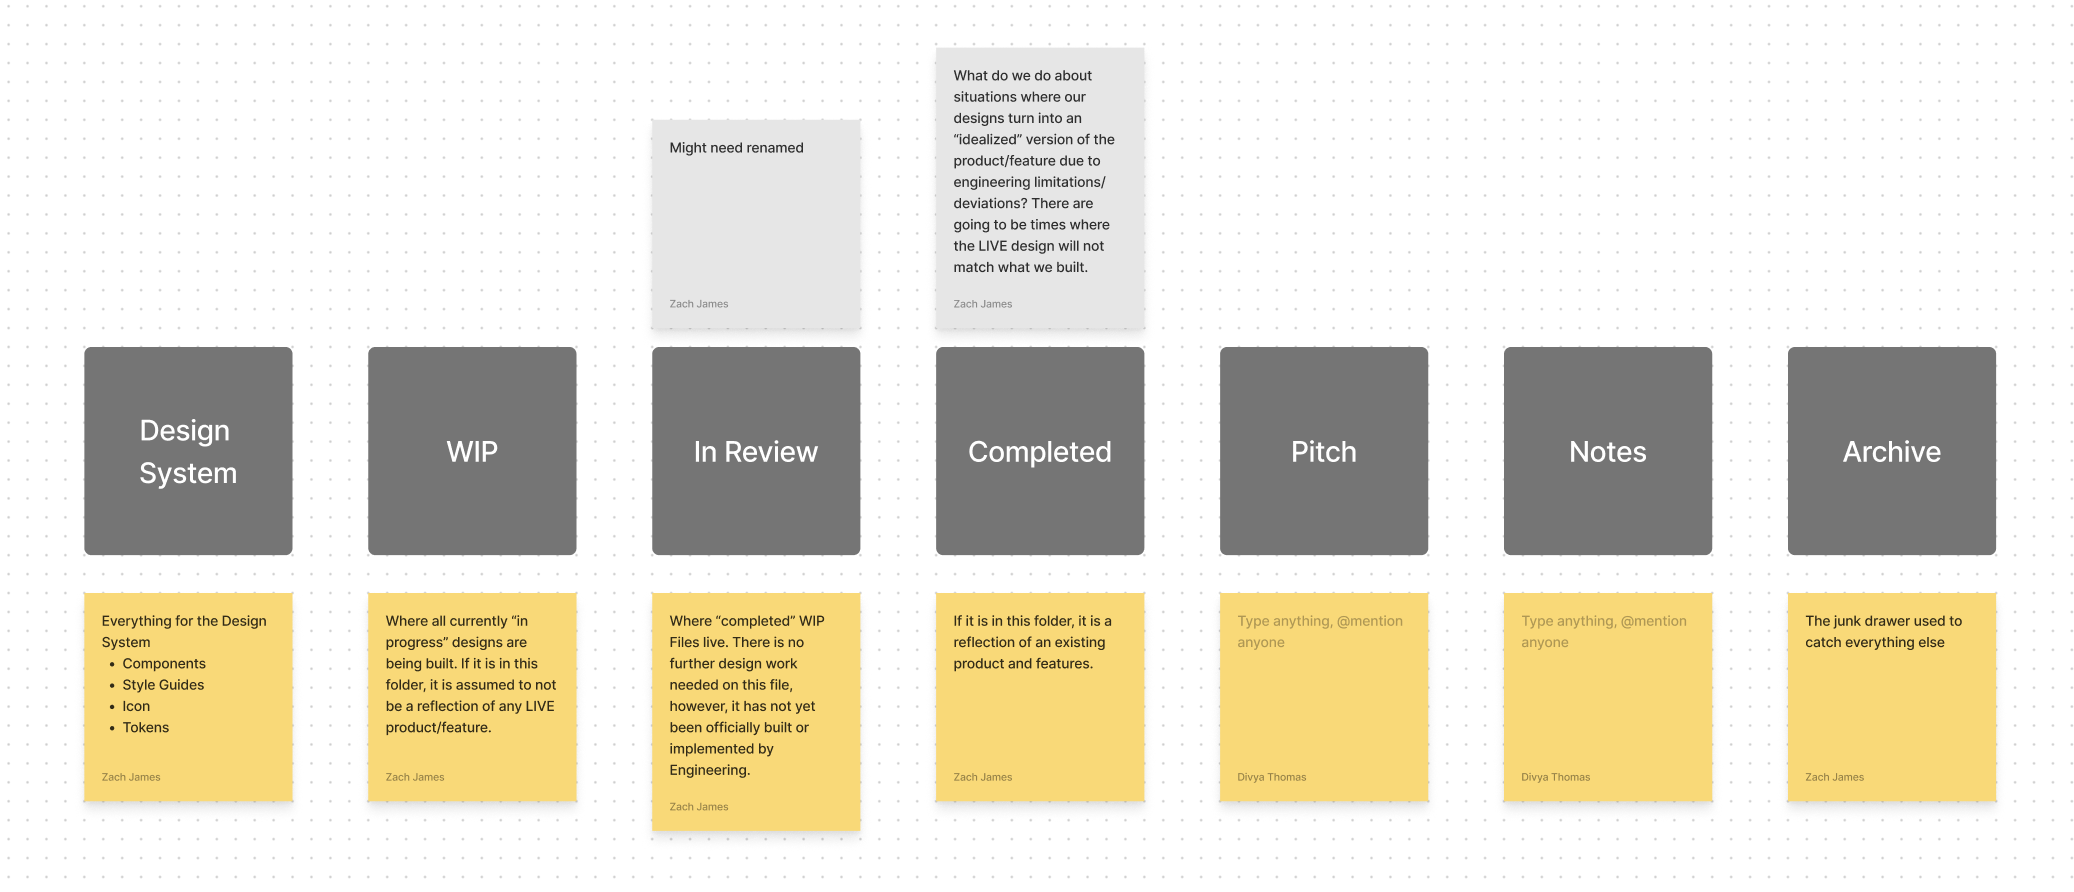 Might need renamed
Zach James
What do we do about
situations where our
designs turn into an
“idealized” version of the
product/feature due to
engineering limitations/
deviations? There are
going to be times where
the LIVE design will not
match what we built.
Zach James
Design
System
WIP
In Review
Completed
Pitch
Notes
Archive
Everything for the Design
System
• Components
• Style Guides
• Icon
• Tokens
Zach James
Where all currently “in
progress” designs are
being built. If it is in this
folder, it is assumed to not
be a reflection of any LIVE
product/feature.
Zach James
Where “completed” WIP
Files live. There is no
further design work
needed on this file,
however, it has not yet
been officially built or
implemented by
Engineering.
Zach James
If it is in this folder, it is a
reflection of an existing
product and features.
Zach James
Type anything, @mention
anyone
Divya Thomas
Type anything, @mention
anyone
Divya Thomas
The junk drawer used to
catch everything else
Zach James